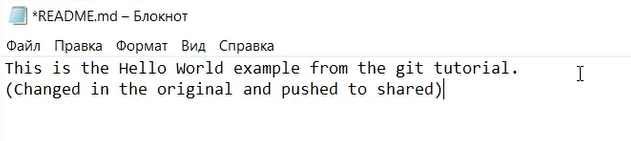 *README.md – Блокнот
Файл Правка Формат Вид Справка
This is the Hello World example from the git tutorial.
(Changed in the original and pushed to shared)